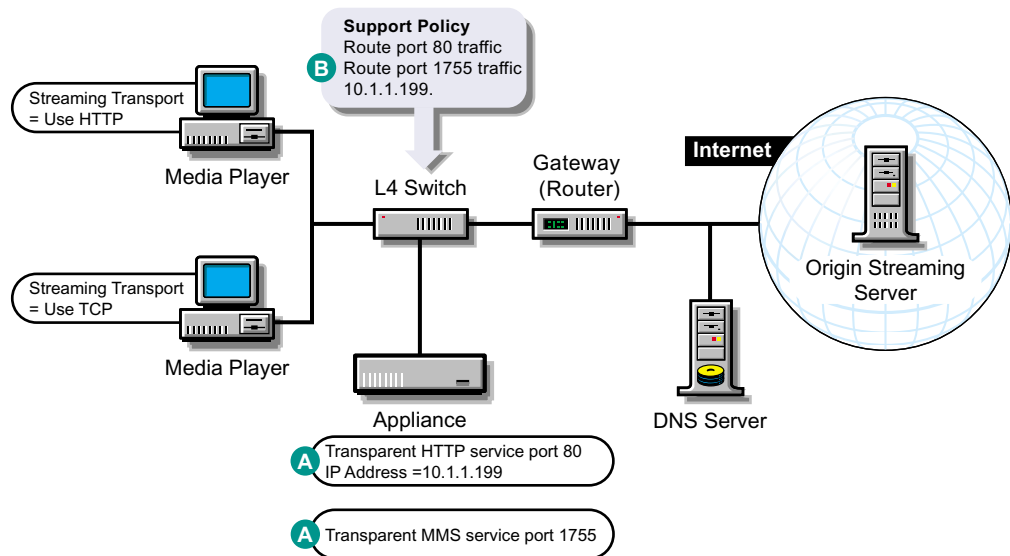 Support Policy
Route port 80 traffic
B
Route port 1755 traffic
10.1.1.199.
Streaming Transport
= Use HTTP
Media Player
L4 Switch
Gateway
(Router)
Internet
Origin Streaming
Server
Streaming Transport
= Use TCP
Media Player
Appliance
DNS Server
A
Transparent HTTP service port 80
IP Address =10.1.1.199
A
Transparent MMS service port 1755